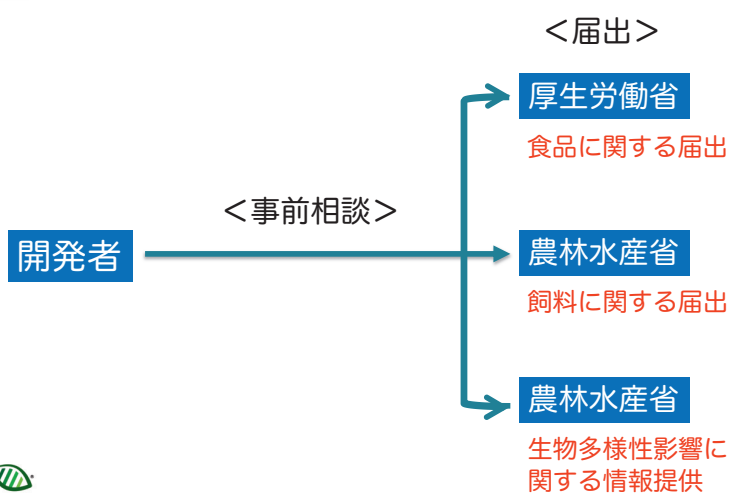 ＜届出＞
厚生労働省
食品に関する届出
＜事前相談＞
開発者
農林水産省
飼料に関する届出
農林水産省
生物多様性影響に
関する情報提供